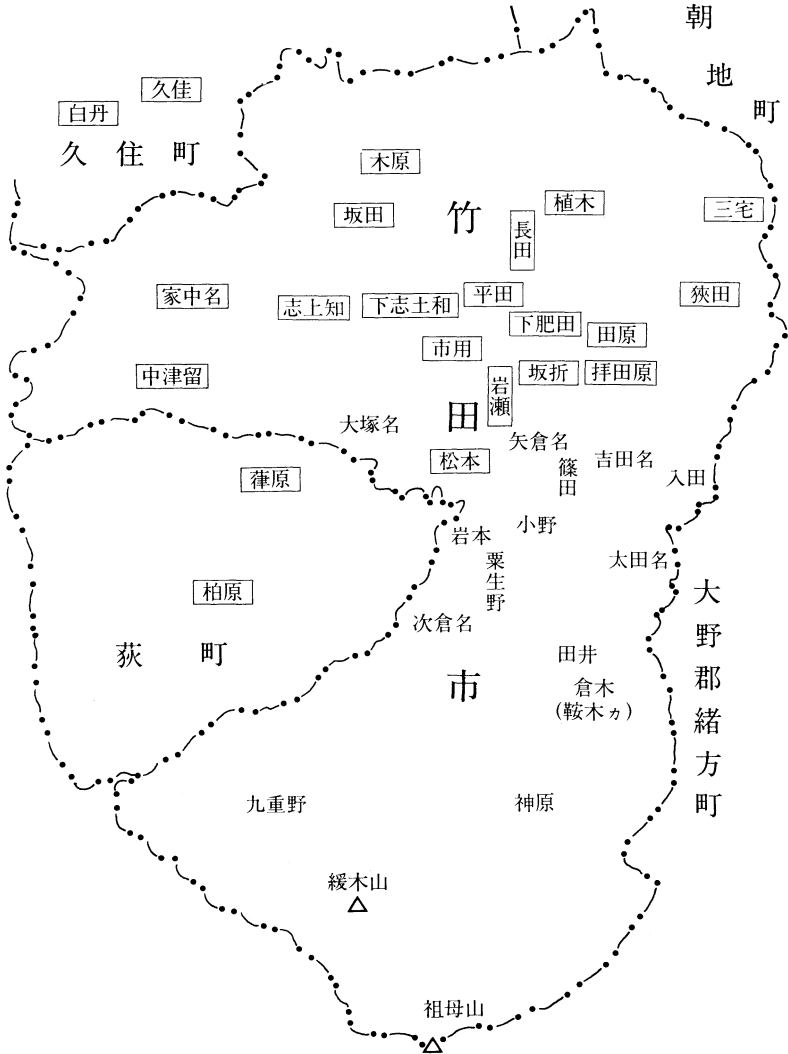 朝地町
久住
白丹
久住町
木原
坂田
竹田市
植木
長田
三宅
家中名
志上知
下志土和
平田
狭田
下肥田
田原
市用
中津留
岩瀬
坂折
拝田原
大塚名
矢倉名
松本
篠田
吉田名
入田
葎原
岩本
小野
粟生野
太田名
柏原
次倉名
大野郡緒方町
荻町
田井
倉木
(鞍木ヵ)
九重野
神原
緩木山
祖母山